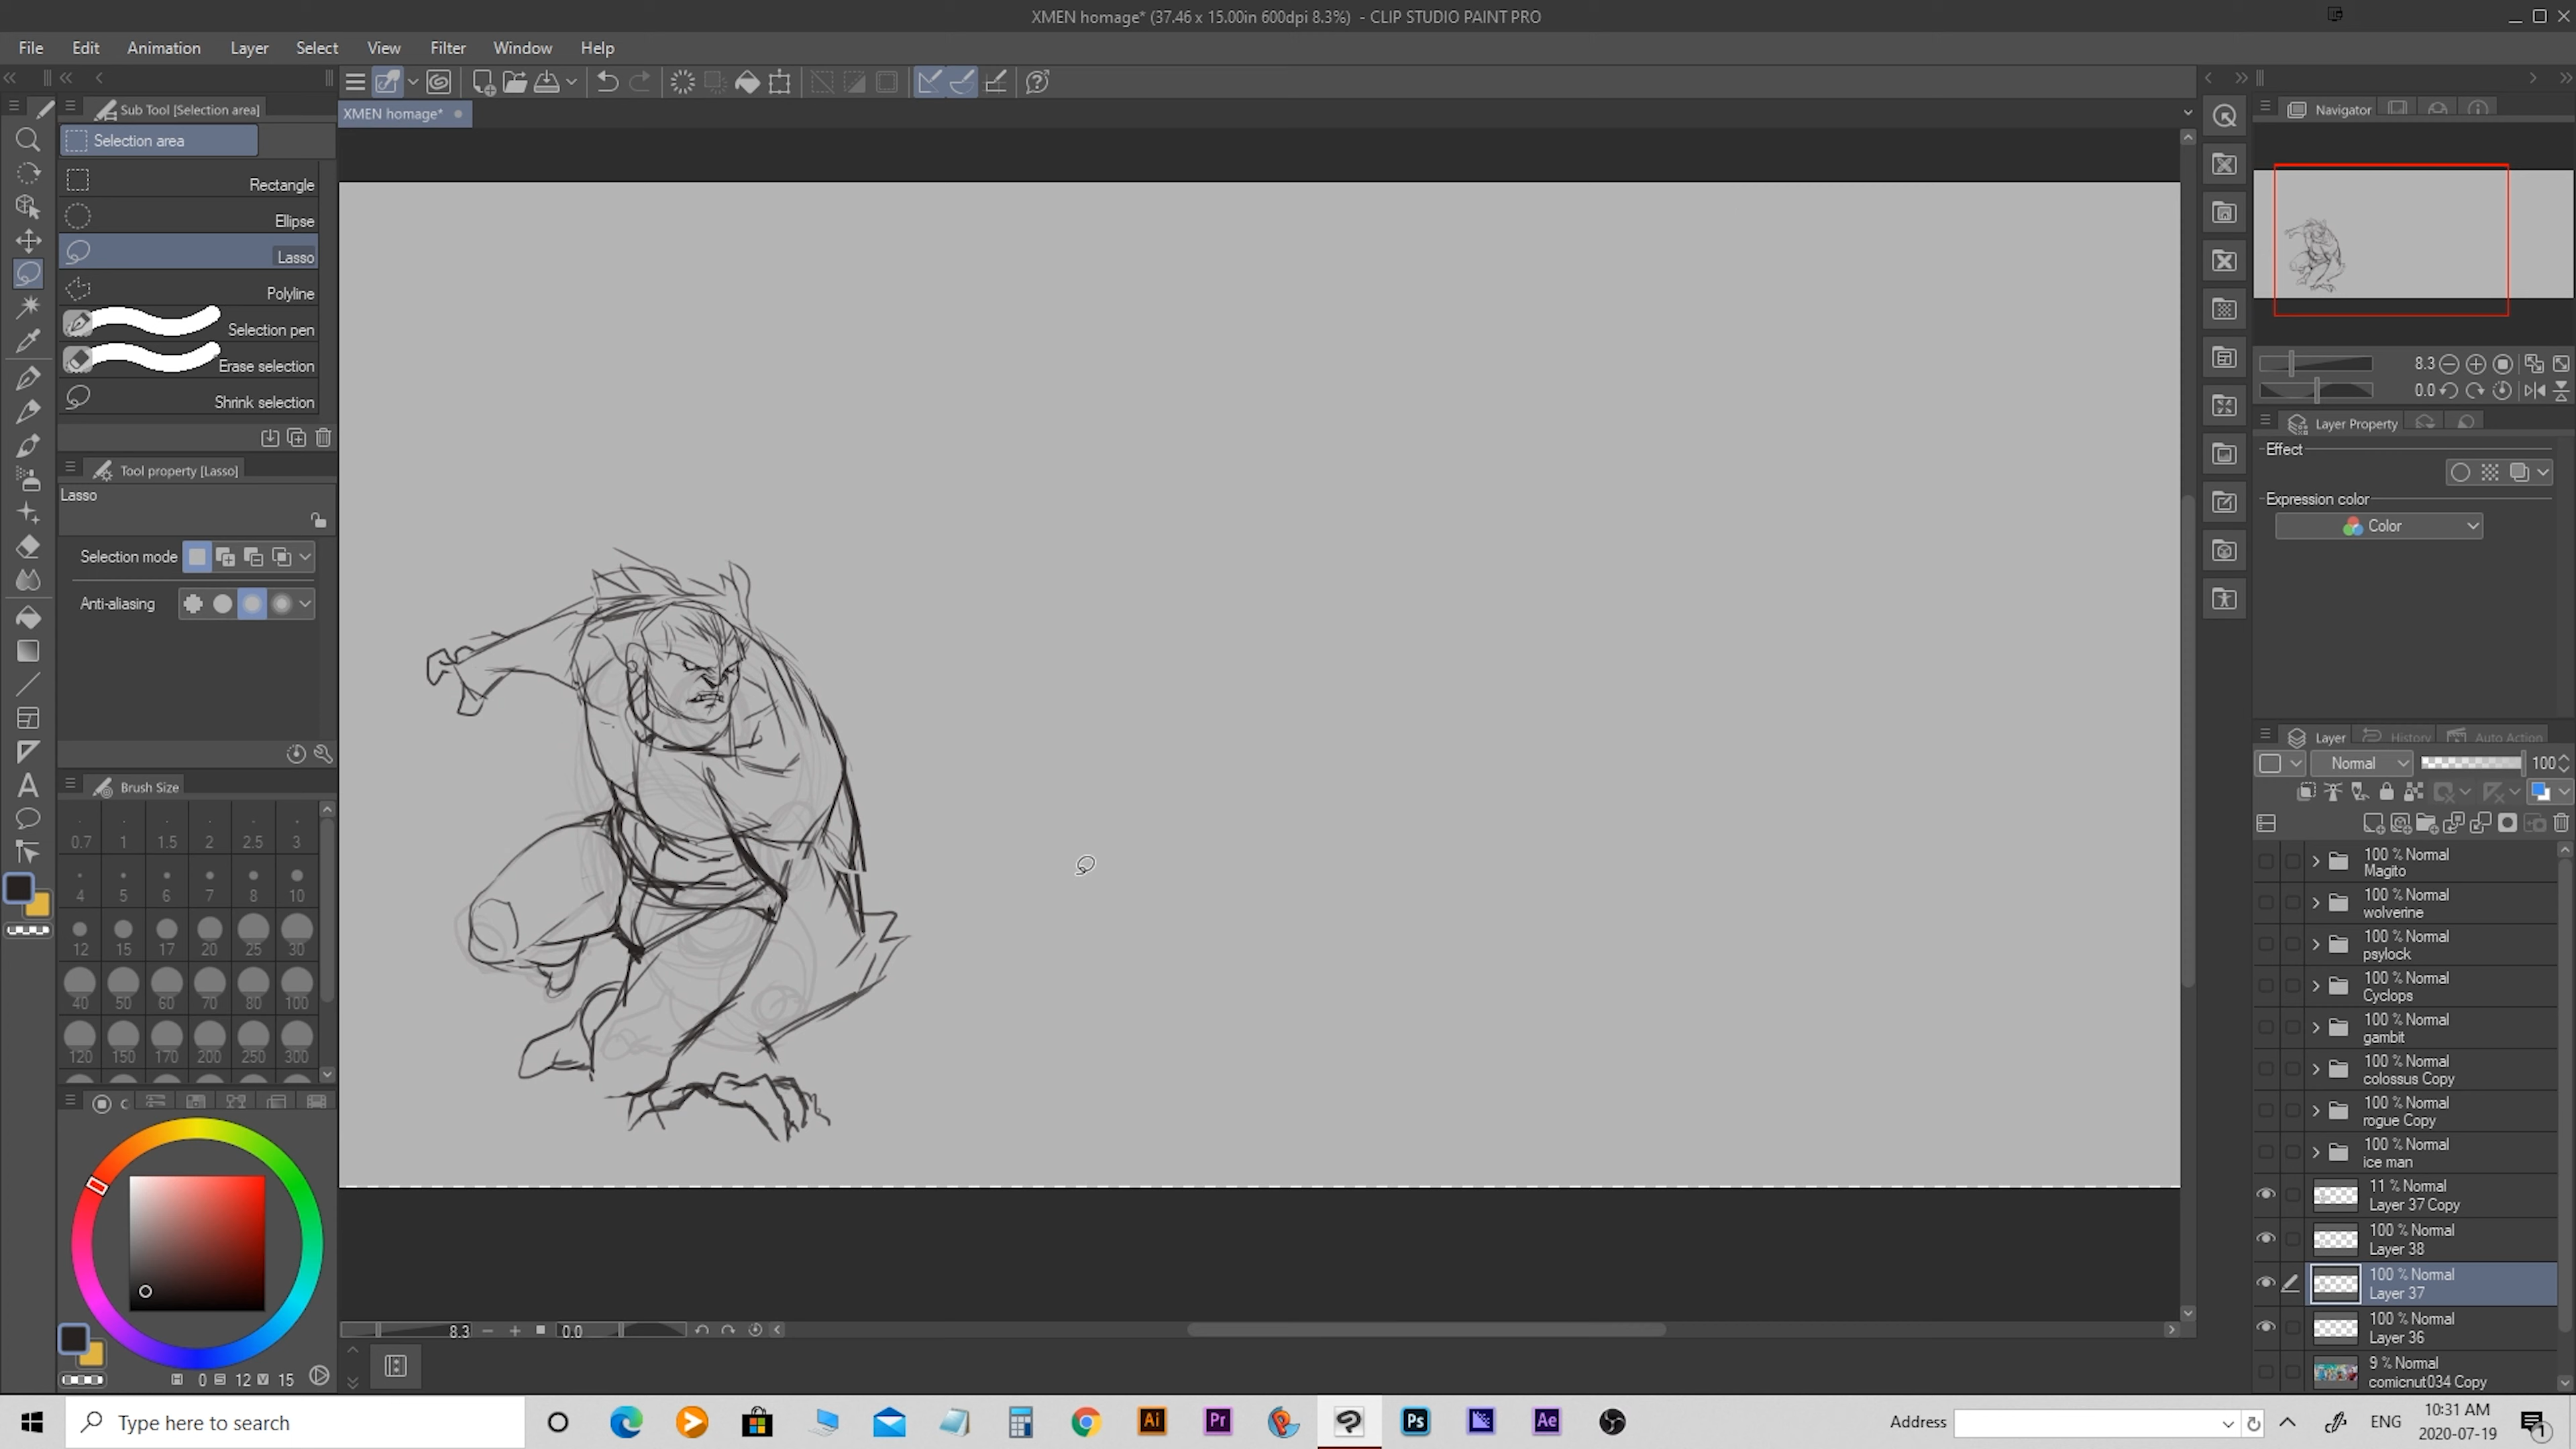 XMEN homage* (37.46 x 15.00in 600dpi 8.3%) - CLIP STUDIO PAINT PRO
File Edit Animation Layer Select View Filter Window Help
Sub Tool [Selection area]
Selection area
Rectangle
Ellipse
Lasso
Polyline
Selection pen
Erase selection
Shrink selection
Tool property [Lasso]
Lasso
Selection mode
Anti-aliasing
Brush Size
0.7 1 1.5 2 2.5 3
4 5 6 7 8 10
12 15 17 20 25 30
40 50 60 70 80 100
120 150 170 200 250 300
0 12 15
XMEN homage*
8.3 0.0
Navigator
8.3
0.0
Layer Property
Effect
Expression color
Color
Layer History Auto Action
Normal 100
100 % Normal
Magito
100 % Normal
wolverine
100 % Normal
psylock
100 % Normal
Cyclops
100 % Normal
gambit
100 % Normal
colossus Copy
100 % Normal
rogue Copy
100 % Normal
ice man
11 % Normal
Layer 37 Copy
100 % Normal
Layer 38
100 % Normal
Layer 37
100 % Normal
Layer 36
9 % Normal
comicnut034 Copy
Type here to search
Ai Pr Ps Ae
Address
ENG
10:31 AM
2020-07-19
1